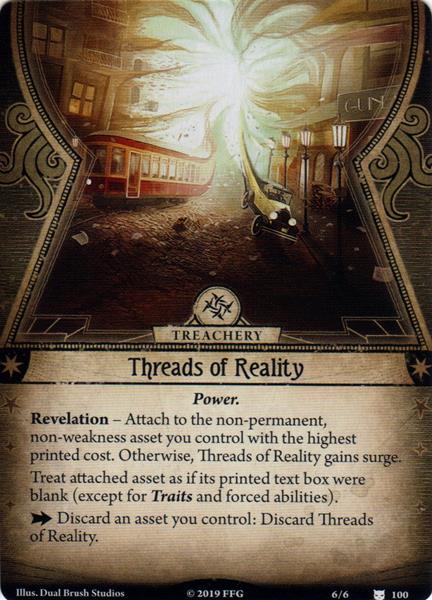 GUN
TREACHERY
Threads of Reality
Power.
Revelation – Attach to the non-permanent,
non-weakness asset you control with the highest
printed cost. Otherwise, Threads of Reality gains surge.
Treat attached asset as if its printed text box were
blank (except for Traits and forced abilities).
Discard an asset you control: Discard Threads
of Reality.
Illus. Dual Brush Studios © 2019 FFG 6/6 100